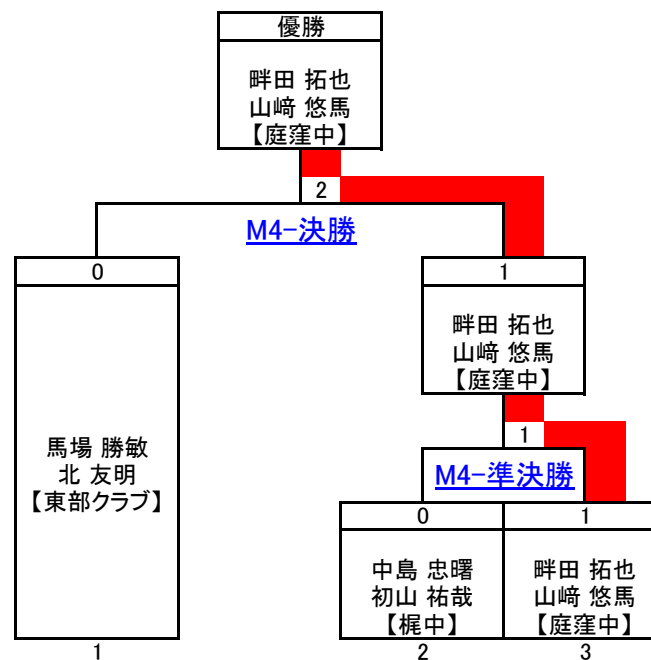 優勝
畔田 拓也
山﨑 悠馬
【庭窪中】
2
M4-決勝
0
1
畔田 拓也
山﨑 悠馬
【庭窪中】
馬場 勝敏
北 友明
【東部クラブ】
1
M4-準決勝
0
1
中島 忠曙
初山 祐哉
【梶中】
畔田 拓也
山﨑 悠馬
【庭窪中】
1
2
3